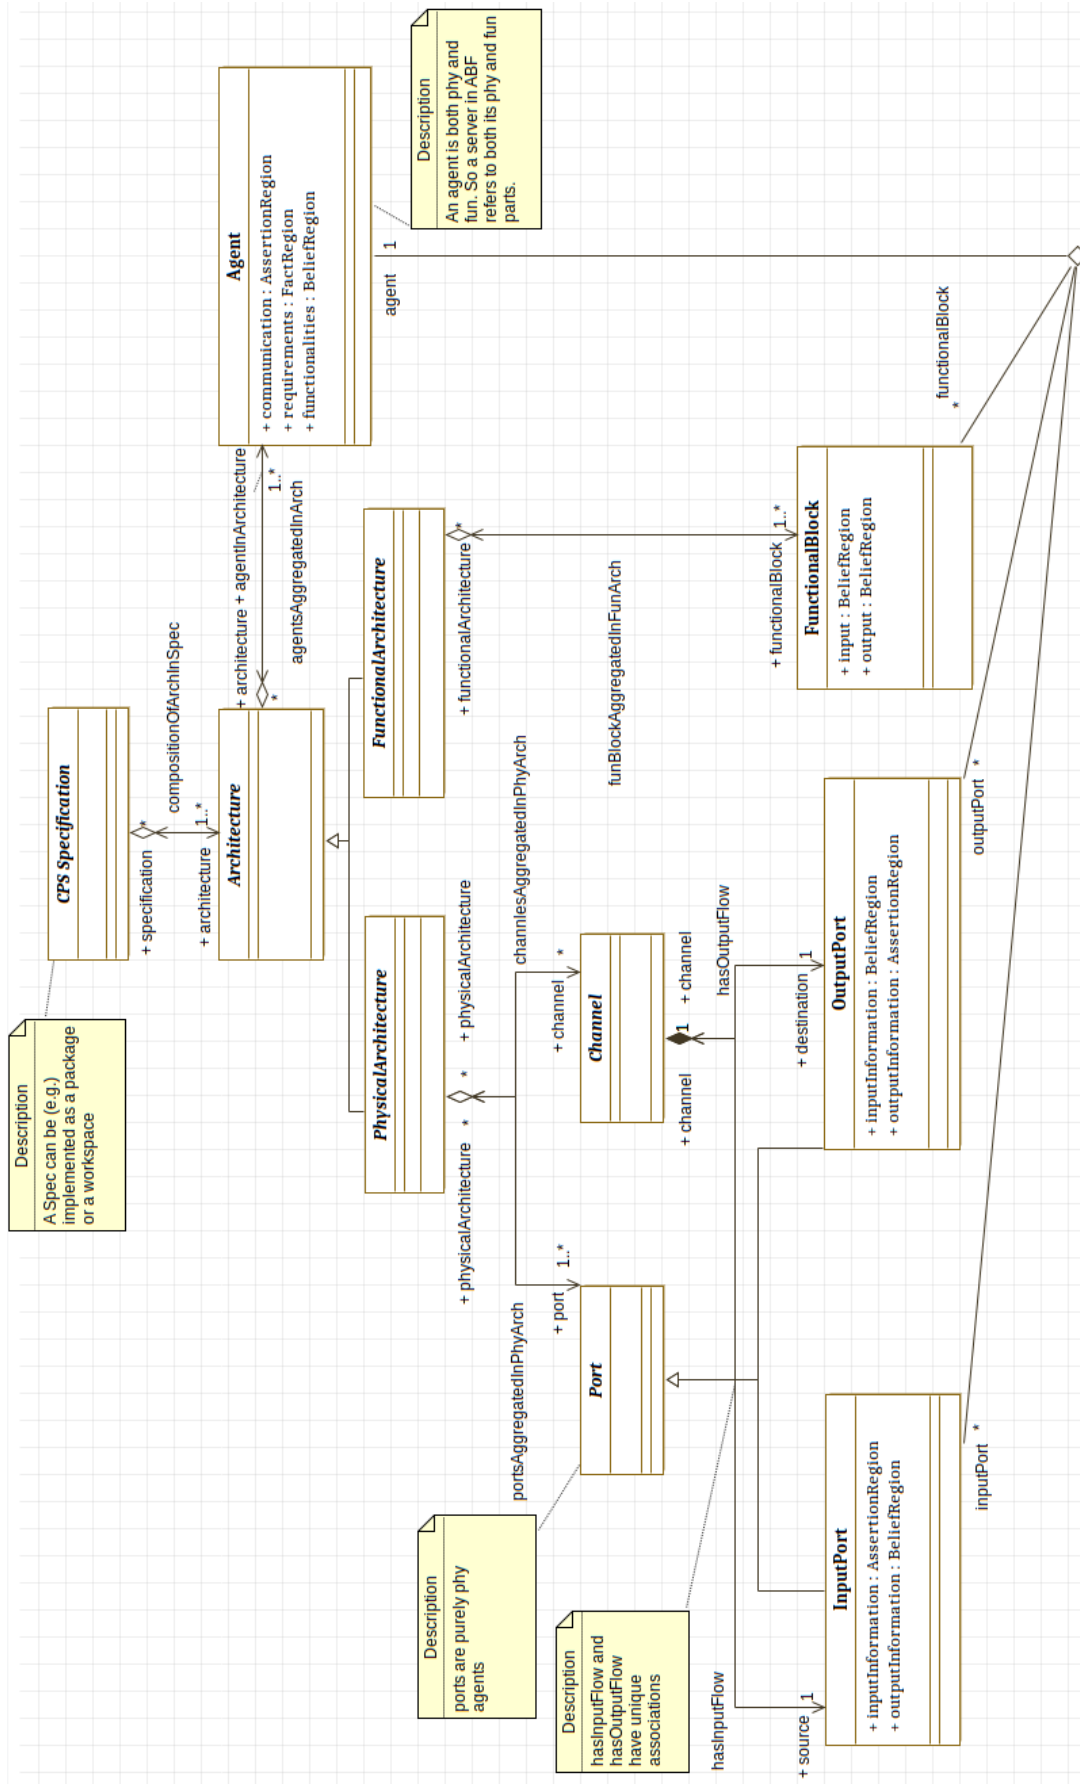 Description
A Spec can be (e.g.)
implemented as a package
or a workspace
CPS Specification
+ specification
*
compositionOfArchInSpec
+ architecture
1..*
Architecture
+ architecture + agentInArchitecture
*
1..*
agentsAggregatedInArch
Agent
+ communication : AssertionRegion
+ requirements : FactRegion
+ functionalities : BeliefRegion
agent
1
Description
An agent is both phy and
fun. So a server in ABF
refers to both its phy and fun
parts.
PhysicalArchitecture
FunctionalArchitecture
+ physicalArchitecture
*
*
+ physicalArchitecture
+ functionalArchitecture
*
portsAggregatedInPhyArch
channlesAggregatedInPhyArch
funBlockAggregatedInFunArch
+ port
1..*
+ channel
*
Description
ports are purely phy
agents
Port
Channel
+ channel
1
+ channel
Description
hasInputFlow and
hasOutputFlow
have unique
associations
hasInputFlow
hasOutputFlow
+ source
1
+ destination
1
+ functionalBlock
1..*
InputPort
+ inputInformation : AssertionRegion
+ outputInformation : BeliefRegion
OutputPort
+ inputInformation : BeliefRegion
+ outputInformation : AssertionRegion
FunctionalBlock
+ input : BeliefRegion
+ output : BeliefRegion
inputPort
*
outputPort
*
functionalBlock
*